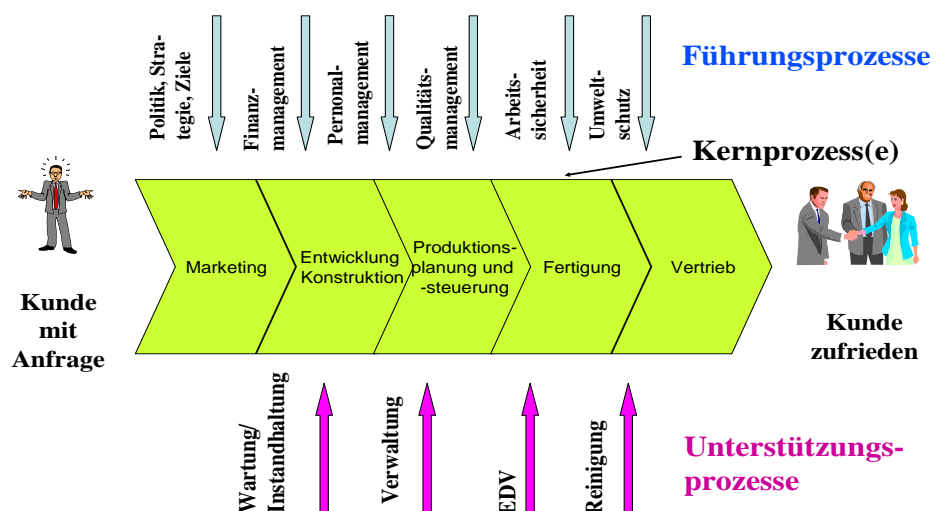 Politik, Stra-
tegie, Ziele
Finanz-
management
Pernonal-
management
Qualitäts-
management
Arbeits-
sicherheit
Umwelt-
schutz
Führungsprozesse
Kernprozess(e)
Kunde
mit
Anfrage
Marketing
Entwicklung
Konstruktion
Produktions-
planung und
-steuerung
Fertigung
Vertrieb
Kunde
zufrieden
Wartung/
Instandhaltung
Verwaltung
EDV
Reinigung
Unterstützungs-
prozesse